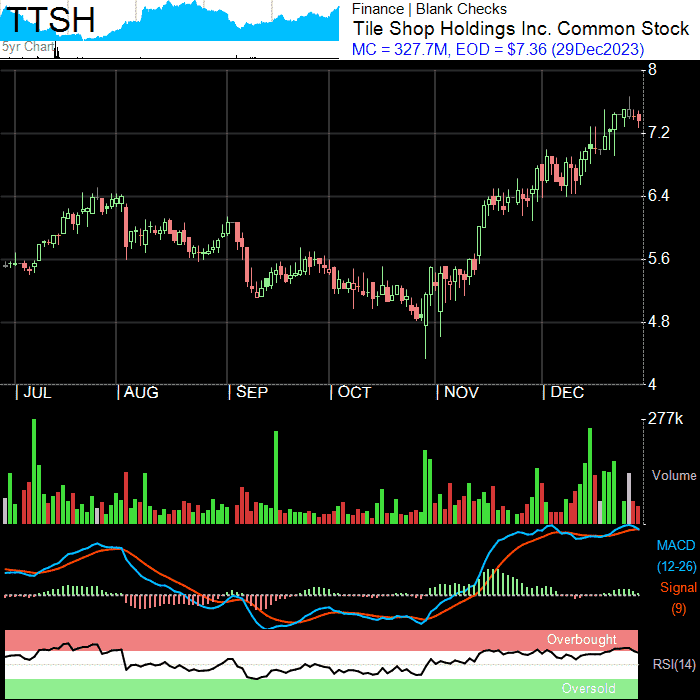 TTSH
5yr Chart
Finance | Blank Checks
Tile Shop Holdings Inc. Common Stock
MC = 327.7M, EOD = $7.36 (29Dec2023)
8
7.2
6.4
5.6
4.8
4
| JUL | AUG | SEP | OCT | NOV | DEC
277k
Volume
MACD
(12-26)
Signal
(9)
Overbought
RSI(14)
Oversold